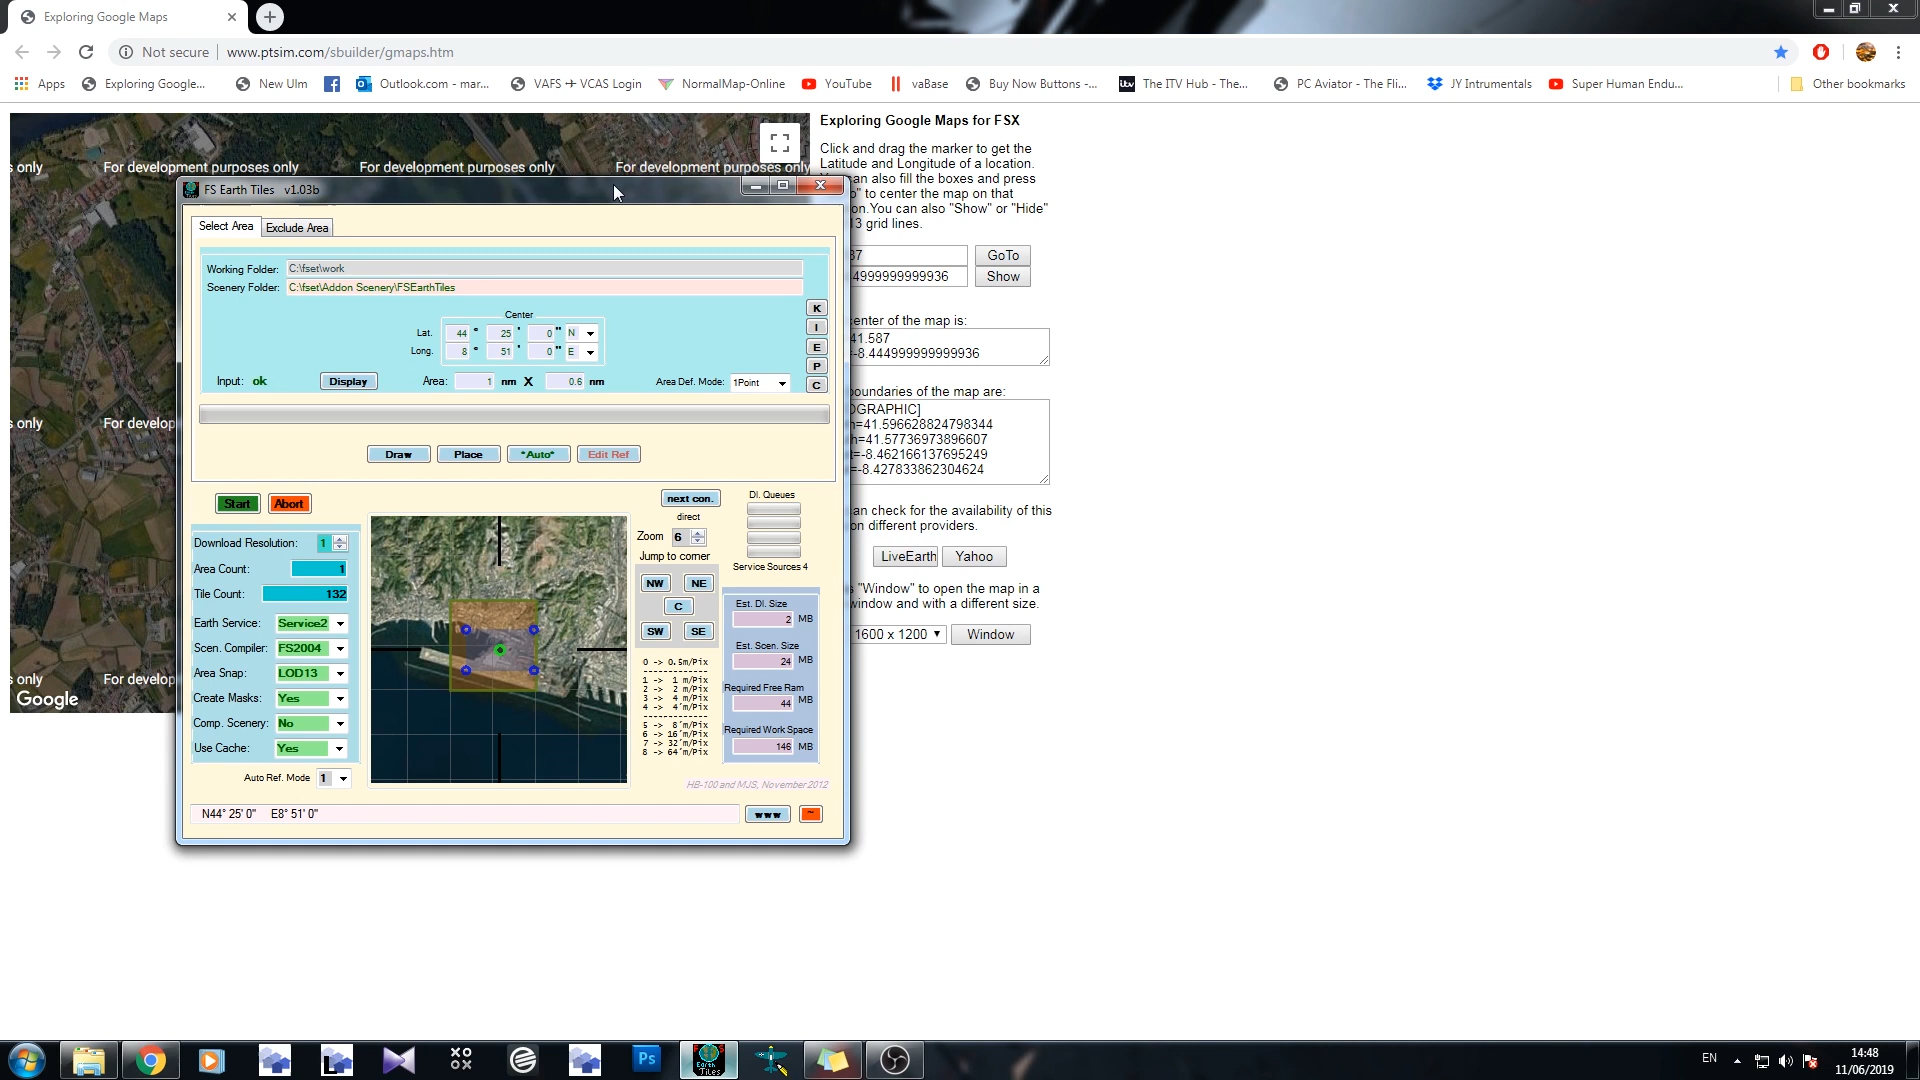 Exploring Google Maps
Not secure
www.ptsim.com/sbuilder/gmaps.htm
Apps
Exploring Google...
New Ulm
Outlook.com - mar...
VAFS ✈ VCAS Login
NormalMap-Online
YouTube
vaBase
Buy Now Buttons -...
The ITV Hub - The...
PC Aviator - The Fli...
JY Intrumentals
Super Human Endu...
Other bookmarks
s only
For development purposes only
For development purposes only
For development purposes only
s only
For develop
s only
For develop
Google
Exploring Google Maps for FSX
Click and drag the marker to get the
Latitude and Longitude of a location.
an also fill the boxes and press
o" to center the map on that
on.You can also "Show" or "Hide"
13 grid lines.
87
GoTo
4999999999936
Show
enter of the map is:
41.587
=-8.444999999999936
boundaries of the map are:
OGRAPHIC]
h=41.596628824798344
h=41.57736973896607
t=-8.462166137695249
=-8.427833862304624
an check for the availability of this
on different providers.
LiveEarth
Yahoo
s "Window" to open the map in a
window and with a different size.
1600 x 1200
Window
FS Earth Tiles v1.03b
Select Area
Exclude Area
Working Folder: C:\fset\work
Scenery Folder: C:\fset\Addon Scenery\FSEarthTiles
Center
Lat. 44 ° 25 ' 0 " N
Long. 8 ° 51 ' 0 " E
Input: ok
Display
Area: 1 nm X 0.6 nm
Area Def. Mode: 1Point
K
I
E
P
C
Draw
Place
*Auto*
Edit Ref
Start
Abort
Download Resolution: 1
Area Count: 1
Tile Count: 132
Earth Service: Service2
Scen. Compiler: FS2004
Area Snap: LOD13
Create Masks: Yes
Comp. Scenery: No
Use Cache: Yes
Auto Ref. Mode 1
next con.
direct
Zoom 6
Jump to corner
NW
NE
C
SW
SE
0 -> 0.5m/Pix
-------------
1 -> 1 m/Pix
2 -> 2 m/Pix
3 -> 4 m/Pix
4 -> 4´m/Pix
-------------
5 -> 8´m/Pix
6 -> 16´m/Pix
7 -> 32´m/Pix
8 -> 64´m/Pix
Dl. Queues
Service Sources 4
Est. Dl. Size
2 MB
Est. Scen. Size
24 MB
Required Free Ram
44 MB
Required Work Space
146 MB
HB-100 and MJS, November 2012
N44° 25' 0" E8° 51' 0"
www
~
Ps
FS
Earth
Tiles
L
EN
14:48
11/06/2019